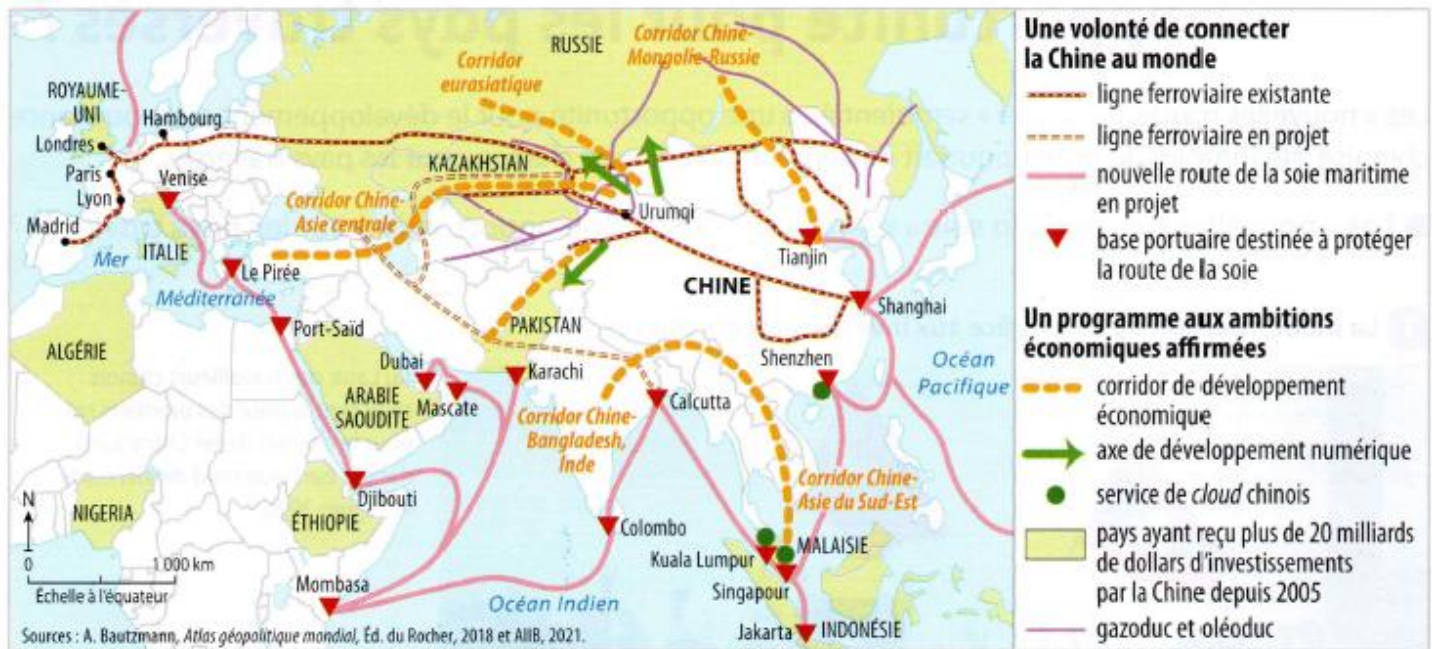 RUSSIE
Corridor Chine-
Mongolie-Russie
Corridor
eurasiatique
ROYAUME-
UNI
Hambourg
Londres
Paris
Lyon
Madrid
Venise
KAZAKHSTAN
Corridor Chine-
Asie centrale
Urumqi
Mer
Méditerranée
ITALIE
Le Pirée
Tianjin
CHINE
Shanghai
ALGÉRIE
Port-Saïd
PAKISTAN
Dubai
Karachi
Shenzhen
Océan
Pacifique
ARABIE
SAOUDITE
Mascate
Calcutta
Corridor Chine-
Bangladesh,
Inde
Djibouti
Corridor Chine-
Asie du Sud-Est
NIGERIA
ÉTHIOPIE
Colombo
MALAISIE
Kuala Lumpur
Singapour
N
0 1 000 km
Échelle à l'équateur
Mombasa
Océan Indien
Jakarta
INDONÉSIE
Sources : A. Bautzmann, Atlas géopolitique mondial, Éd. du Rocher, 2018 et AIIB, 2021.
Une volonté de connecter
la Chine au monde
ligne ferroviaire existante
ligne ferroviaire en projet
nouvelle route de la soie maritime
en projet
base portuaire destinée à protéger
la route de la soie
Un programme aux ambitions
économiques affirmées
corridor de développement
économique
axe de développement numérique
service de cloud chinois
pays ayant reçu plus de 20 milliards
de dollars d'investissements
par la Chine depuis 2005
gazoduc et oléoduc